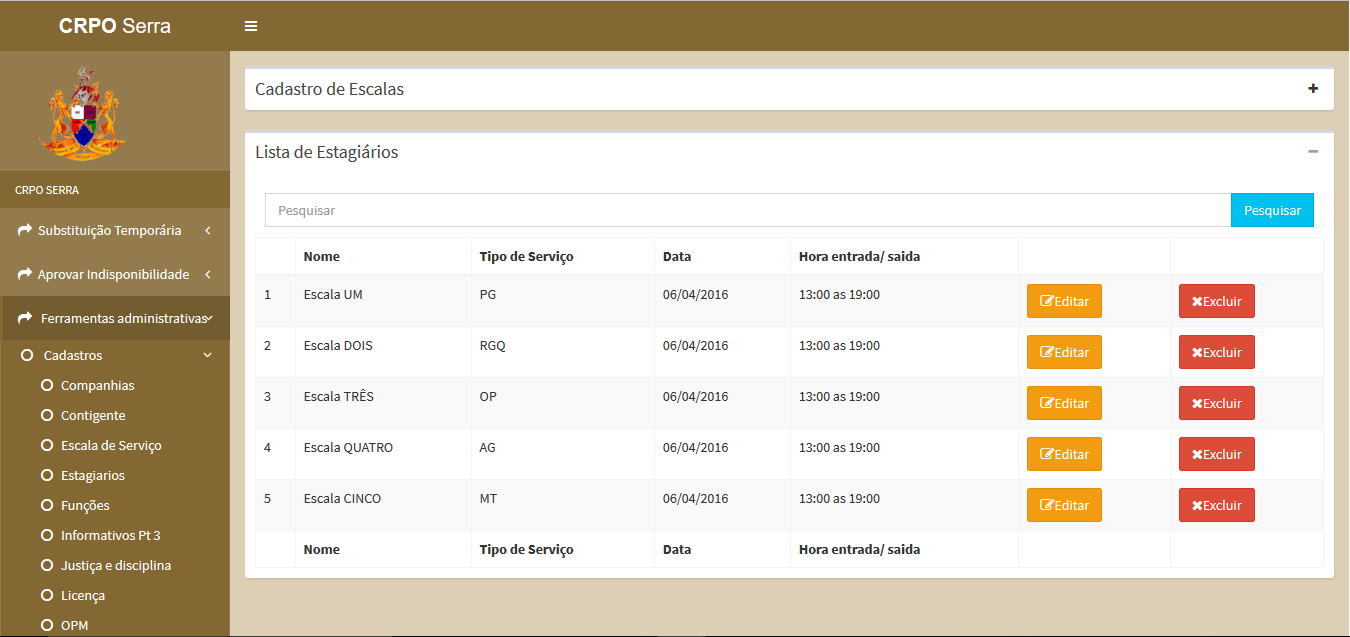 CRPO Serra
CRPO SERRA
Substituição Temporária
Aprovar Indisponibilidade
Ferramentas administrativas
Cadastros
Companhias
Contigente
Escala de Serviço
Estagiarios
Funções
Informativos Pt 3
Justiça e disciplina
Licença
OPM
Cadastro de Escalas
Lista de Estagiários
Pesquisar Pesquisar
Nome Tipo de Serviço Data Hora entrada/ saida
1 Escala UM PG 06/04/2016 13:00 as 19:00 Editar Excluir
2 Escala DOIS RGQ 06/04/2016 13:00 as 19:00 Editar Excluir
3 Escala TRÊS OP 06/04/2016 13:00 as 19:00 Editar Excluir
4 Escala QUATRO AG 06/04/2016 13:00 as 19:00 Editar Excluir
5 Escala CINCO MT 06/04/2016 13:00 as 19:00 Editar Excluir
Nome Tipo de Serviço Data Hora entrada/ saida